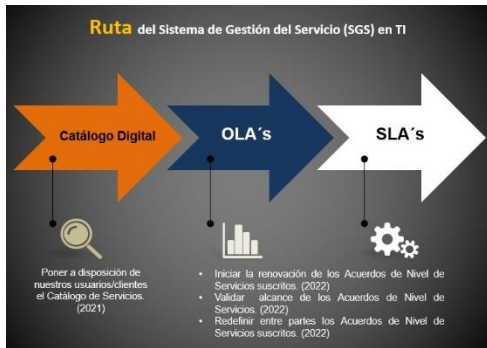 Ruta del Sistema de Gestión del Servicio (SGS) en TI
Catálogo Digital
OLA´s
SLA´s
Poner a disposición de
nuestros usuarios/clientes
el Catálogo de Servicios.
(2021)
• Iniciar la renovación de los Acuerdos de Nivel de
Servicios suscritos. (2022)
• Validar alcance de los Acuerdos de Nivel de
Servicios. (2022)
• Redefinir entre partes los Acuerdos de Nivel de
Servicios suscritos. (2022)